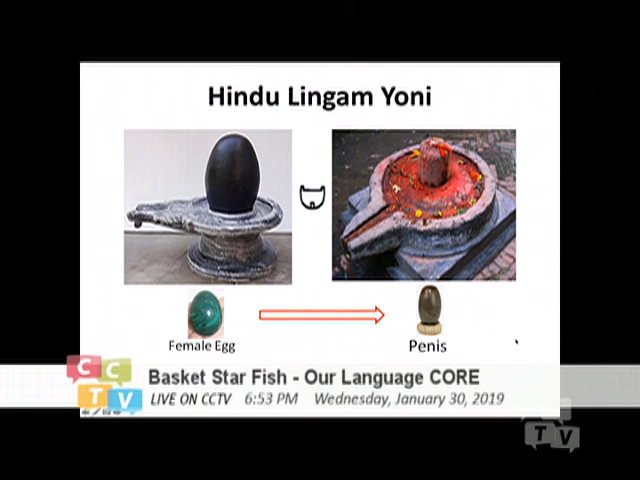 Hindu Lingam Yoni
Female Egg
Penis
CCTV
Basket Star Fish - Our Language CORE
LIVE ON CCTV 6:53 PM Wednesday, January 30, 2019
TV